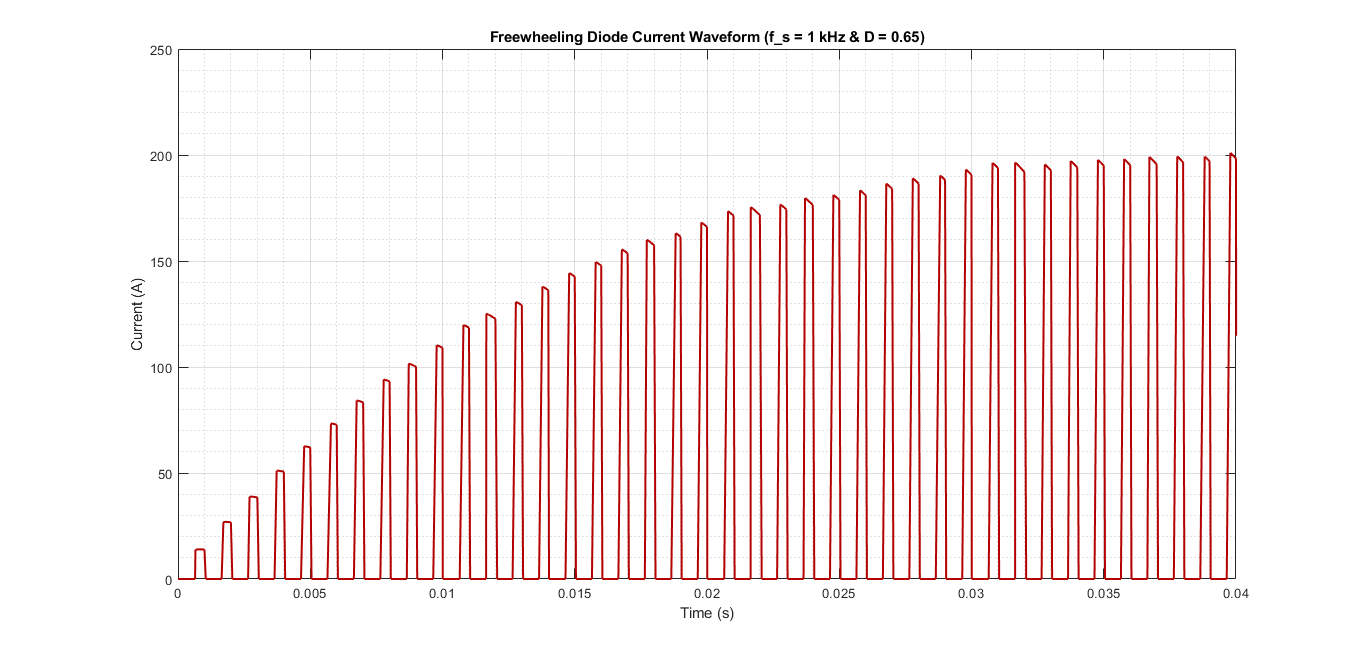 Freewheeling Diode Current Waveform (f_s = 1 kHz & D = 0.65)
250
200
150
100
50
0
Current (A)
0 0.005 0.01 0.015 0.02 0.025 0.03 0.035 0.04
Time (s)